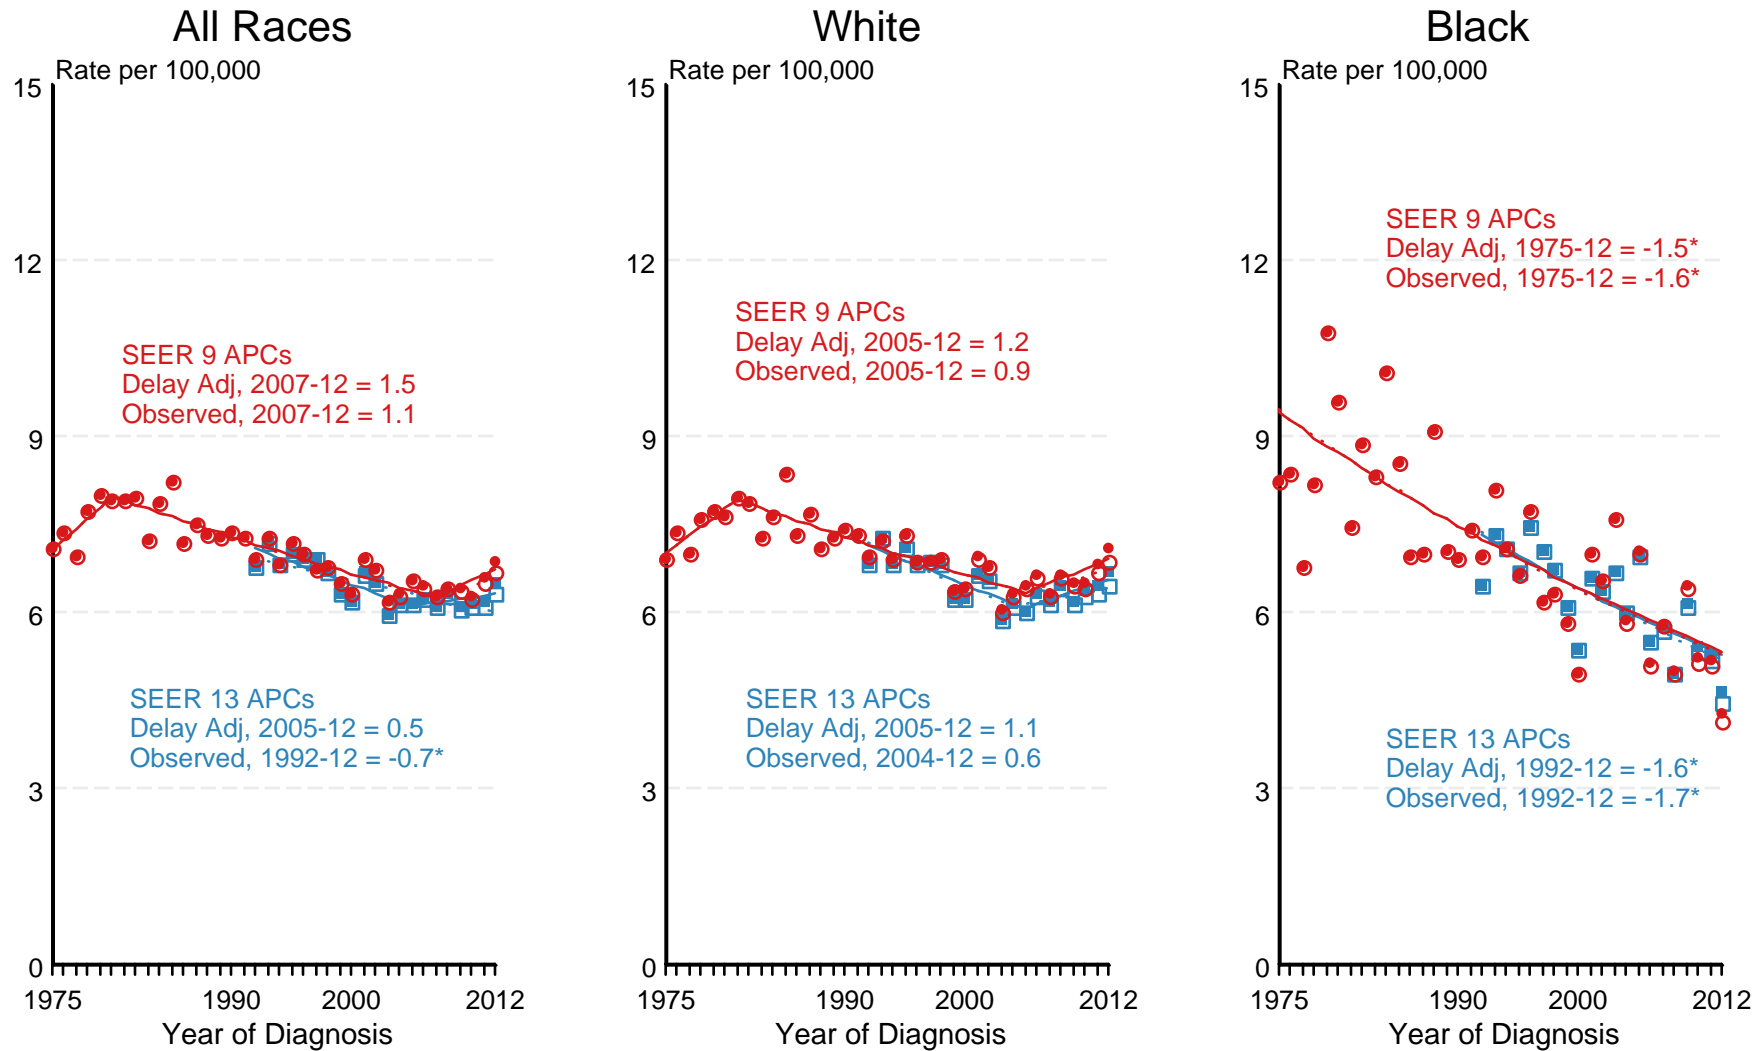 All Races
Rate per 100,000
15
12
9
6
3
0
SEER 9 APCs
Delay Adj, 2007-12 = 1.5
Observed, 2007-12 = 1.1
SEER 13 APCs
Delay Adj, 2005-12 = 0.5
Observed, 1992-12 = -0.7*
1975 1990 2000 2012
Year of Diagnosis
White
Rate per 100,000
15
12
9
6
3
0
SEER 9 APCs
Delay Adj, 2005-12 = 1.2
Observed, 2005-12 = 0.9
SEER 13 APCs
Delay Adj, 2005-12 = 1.1
Observed, 2004-12 = 0.6
1975 1990 2000 2012
Year of Diagnosis
Black
Rate per 100,000
15
12
9
6
3
0
SEER 9 APCs
Delay Adj, 1975-12 = -1.5*
Observed, 1975-12 = -1.6*
SEER 13 APCs
Delay Adj, 1992-12 = -1.6*
Observed, 1992-12 = -1.7*
1975 1990 2000 2012
Year of Diagnosis